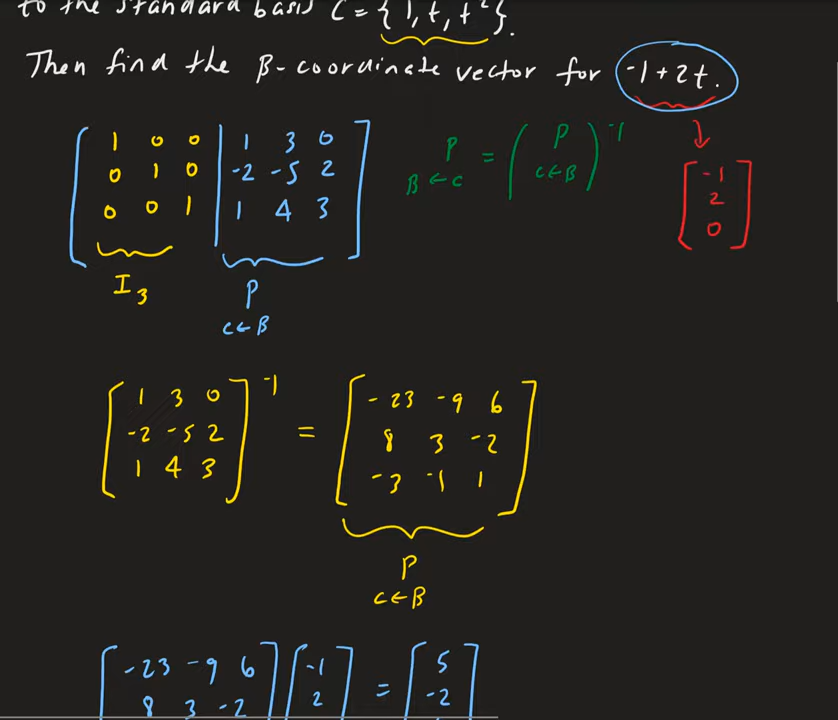 to the standard basis C = {1, t, t²}.
Then find the β-coordinate vector for -1+2t.
[ 1 0 0 | 1 3 0 ]
[ 0 1 0 | -2 -5 2 ]
[ 0 0 1 | 1 4 3 ]
I₃
P
C←B
P = ( P )⁻¹
B←C C←B
[ -1 ]
[ 2 ]
[ 0 ]
[ 1 3 0 ]⁻¹ = [ -23 -9 6 ]
[ -2 -5 2 ] [ 8 3 -2 ]
[ 1 4 3 ] [ -3 -1 1 ]
P
C←B
[ -23 -9 6 ] [ -1 ] = [ 5 ]
[ 8 3 -2 ] [ 2 ] [ -2 ]